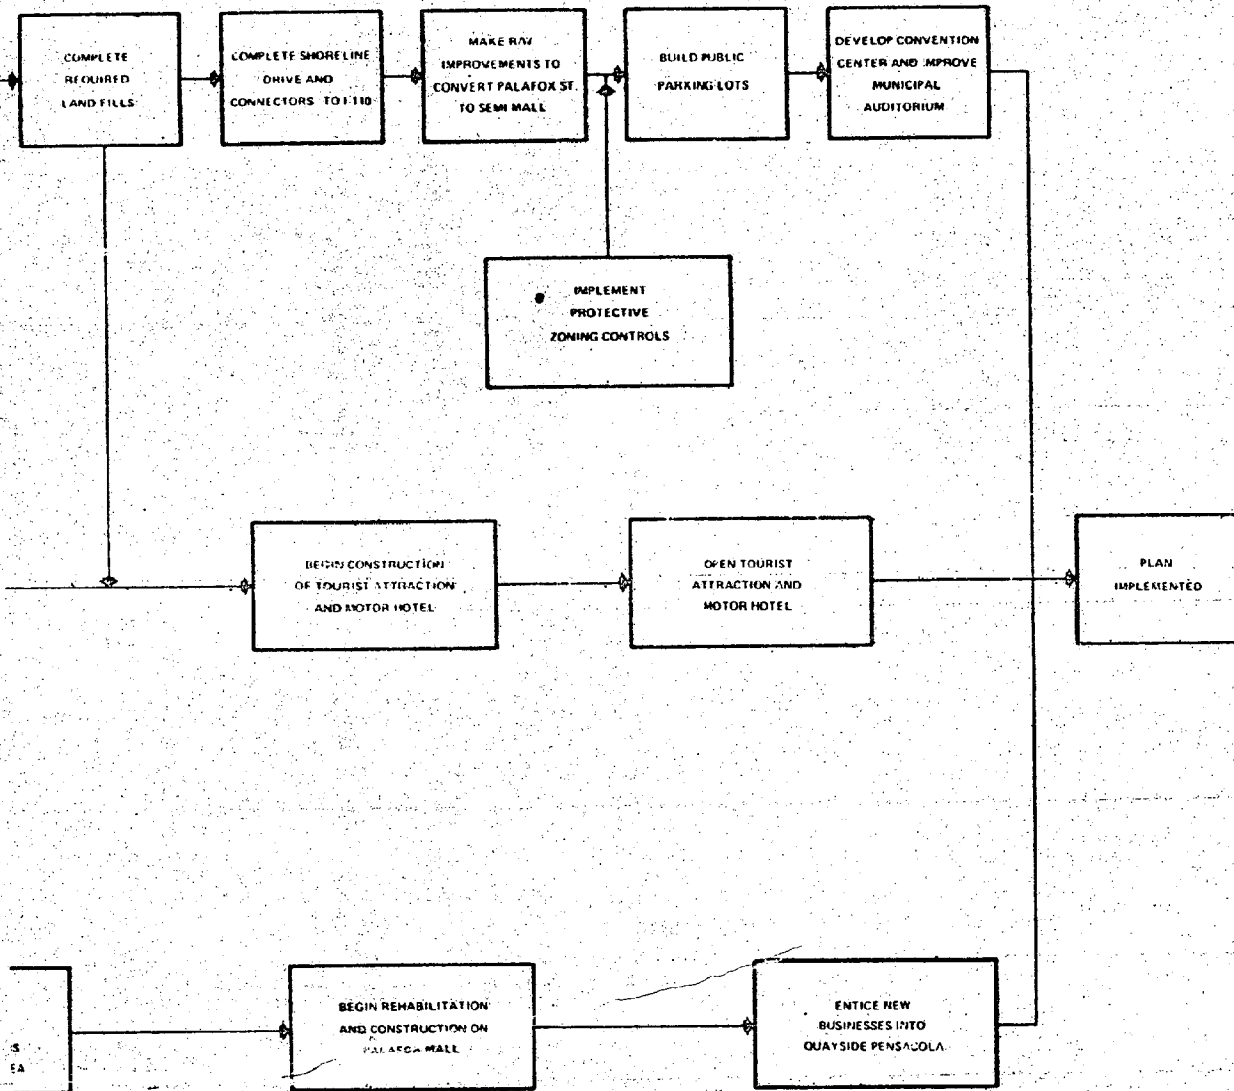 COMPLETE
REQUIRED
LAND FILLS
COMPLETE SHORELINE
DRIVE AND
CONNECTORS TO I-110
MAKE R/W
IMPROVEMENTS TO
CONVERT PALAFOX ST.
TO SEMI MALL
BUILD PUBLIC
PARKING LOTS
DEVELOP CONVENTION
CENTER AND IMPROVE
MUNICIPAL
AUDITORIUM
IMPLEMENT
PROTECTIVE
ZONING CONTROLS
BEGIN CONSTRUCTION
OF TOURIST ATTRACTION
AND MOTOR HOTEL
OPEN TOURIST
ATTRACTION AND
MOTOR HOTEL
PLAN
IMPLEMENTED
S
EA
BEGIN REHABILITATION
AND CONSTRUCTION ON
PALAFOX MALL
ENTICE NEW
BUSINESSES INTO
QUAYSIDE PENSACOLA